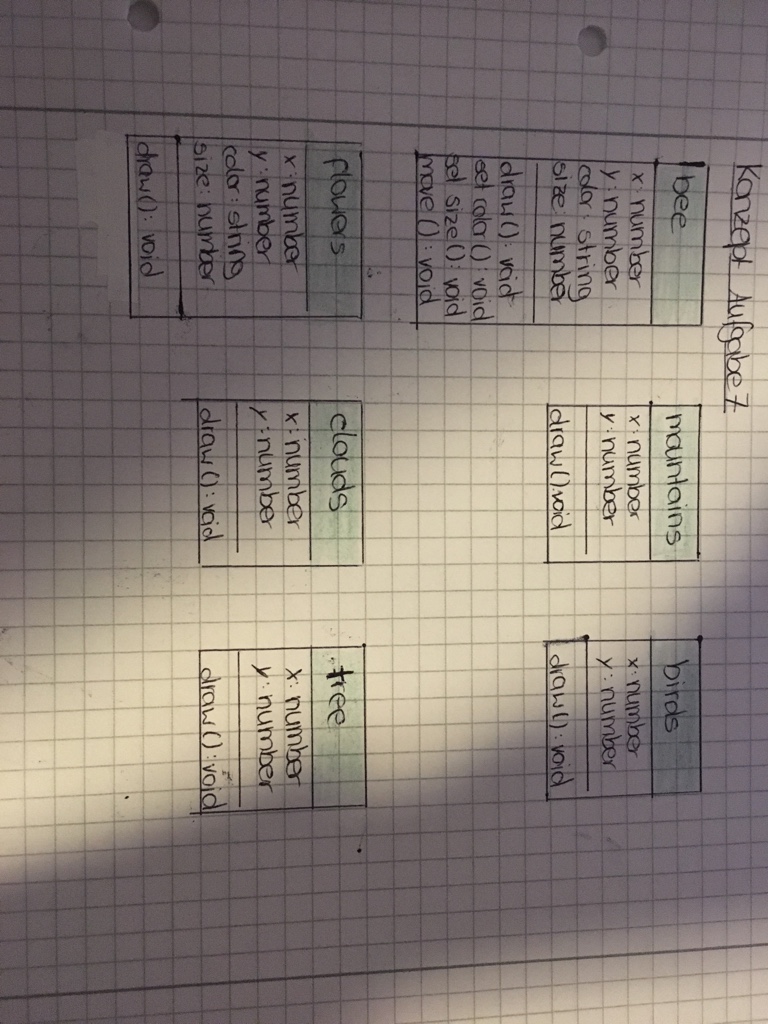 Konzept Aufgabe 7
bee
x: number
y: number
color: string
size: number
draw(): void
set color(): void
set size(): void
move(): void
mountains
x: number
y: number
draw(): void
birds
x: number
y: number
draw(): void
flowers
x: number
y: number
color: string
size: number
draw(): void
clouds
x: number
y: number
draw(): void
tree
x: number
y: number
draw(): void